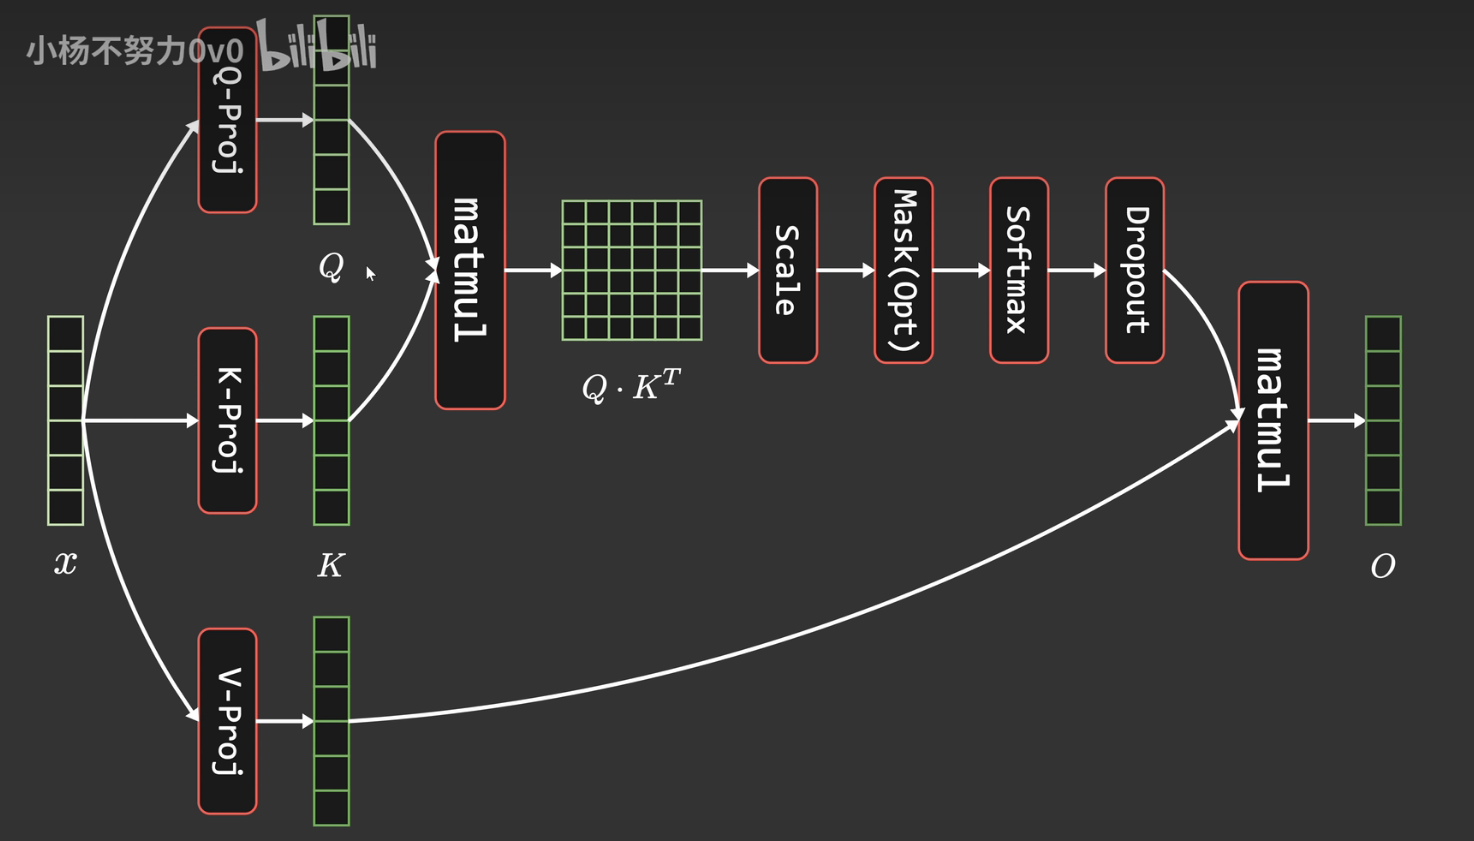 小杨不努力0v0 bilibili
Q-Proj
Q
matmul
Q · K^T
Scale
Mask(Opt)
Softmax
Dropout
matmul
x
K-Proj
K
O
V-Proj